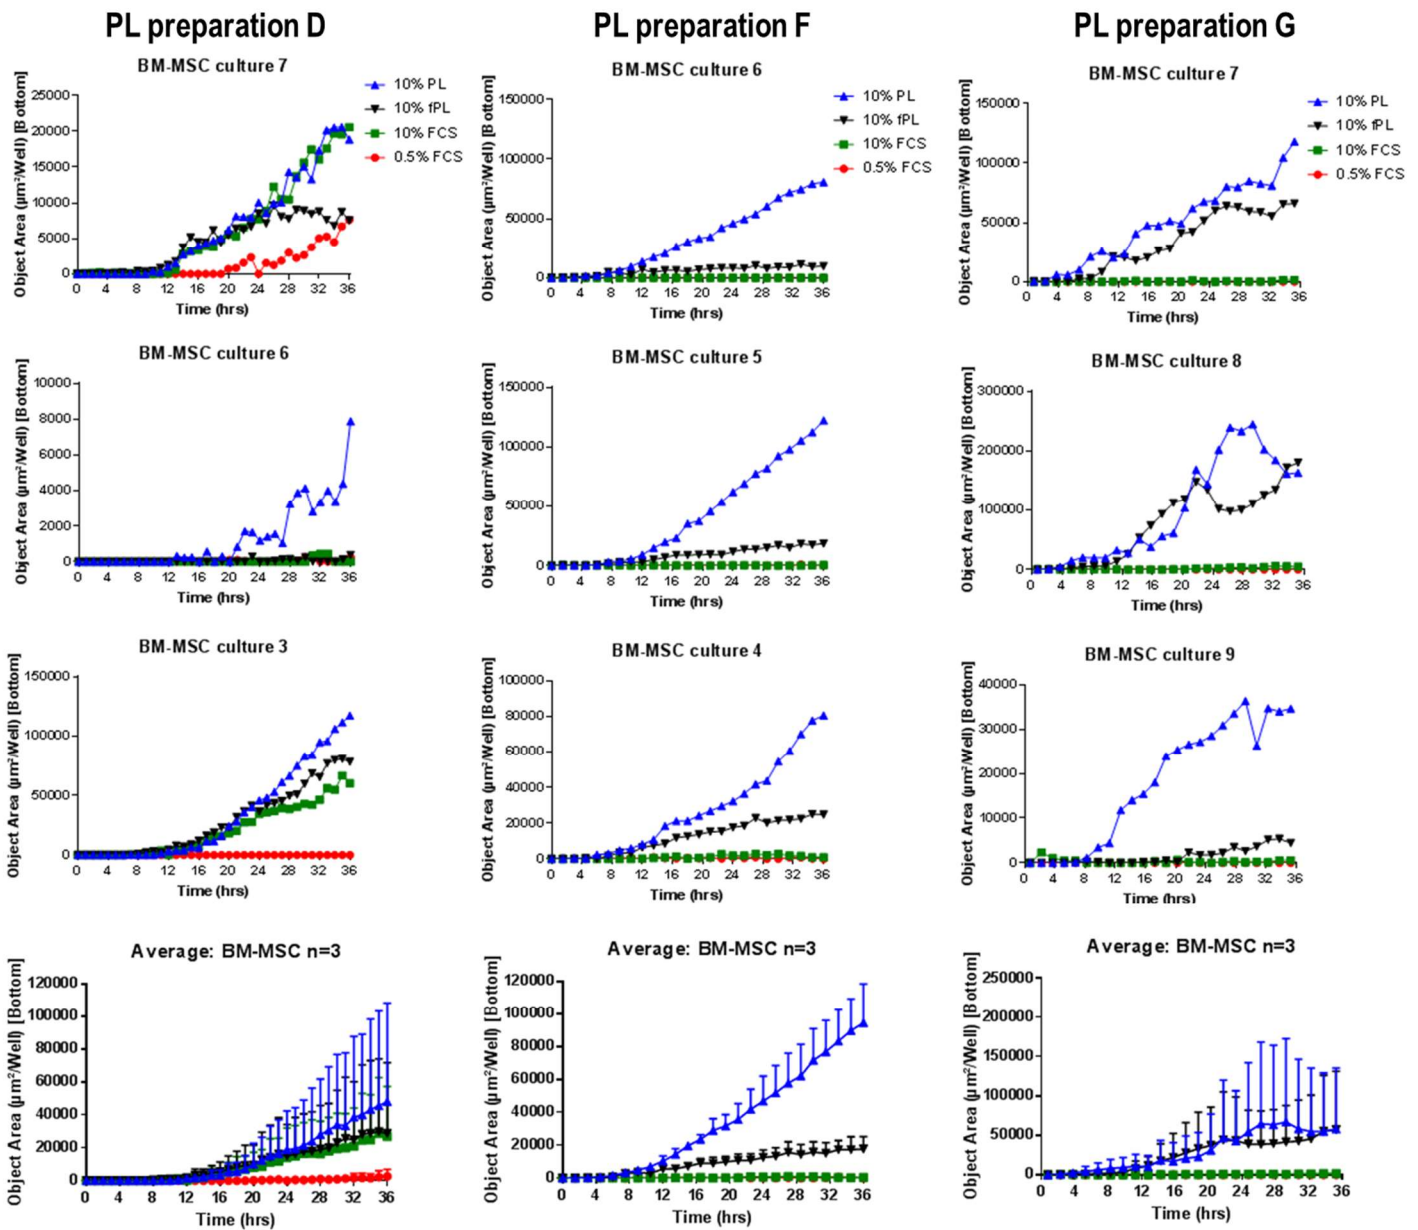 PL preparation D
PL preparation F
PL preparation G
BM-MSC culture 7
Object Area (µm²/Well) [Bottom]
25000
20000
15000
10000
5000
0
0 4 8 12 16 20 24 28 32 36
Time (hrs)
10% PL
10% fPL
10% FCS
0.5% FCS
BM-MSC culture 6
Object Area (µm²/Well) [Bottom]
150000
100000
50000
0
0 4 8 12 16 20 24 28 32 36
Time (hrs)
10% PL
10% fPL
10% FCS
0.5% FCS
BM-MSC culture 7
Object Area (µm²/Well) [Bottom]
150000
100000
50000
0
0 4 8 12 16 20 24 28 32 36
Time (hrs)
10% PL
10% fPL
10% FCS
0.5% FCS
BM-MSC culture 6
Object Area (µm²/Well) [Bottom]
10000
8000
6000
4000
2000
0
0 4 8 12 16 20 24 28 32 36
Time (hrs)
BM-MSC culture 5
Object Area (µm²/Well) [Bottom]
150000
100000
50000
0
0 4 8 12 16 20 24 28 32 36
Time (hrs)
BM-MSC culture 8
Object Area (µm²/Well) [Bottom]
300000
200000
100000
0
0 4 8 12 16 20 24 28 32 36
Time (hrs)
BM-MSC culture 3
Object Area (µm²/Well) [Bottom]
150000
100000
50000
0
0 4 8 12 16 20 24 28 32 36
Time (hrs)
BM-MSC culture 4
Object Area (µm²/Well) [Bottom]
100000
80000
60000
40000
20000
0
0 4 8 12 16 20 24 28 32 36
Time (hrs)
BM-MSC culture 9
Object Area (µm²/Well) [Bottom]
40000
30000
20000
10000
0
0 4 8 12 16 20 24 28 32 36
Time (hrs)
Average: BM-MSC n=3
Object Area (µm²/Well) [Bottom]
120000
100000
80000
60000
40000
20000
0
0 4 8 12 16 20 24 28 32 36
Time (hrs)
Average: BM-MSC n=3
Object Area (µm²/Well) [Bottom]
120000
100000
80000
60000
40000
20000
0
0 4 8 12 16 20 24 28 32 36
Time (hrs)
Average: BM-MSC n=3
Object Area (µm²/Well) [Bottom]
250000
200000
150000
100000
50000
0
0 4 8 12 16 20 24 28 32 36
Time (hrs)